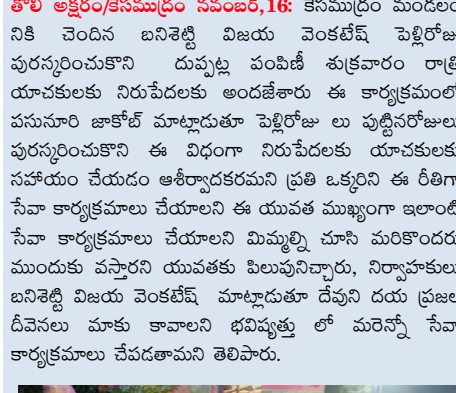 తొలి అక్షరం/కేసముద్రం నవంబర్,16: కేసముద్రం మండలం
నికి చెందిన బనిశెట్టి విజయ వెంకటేష్ పెళ్లిరోజు
పురస్కరించుకొని దుప్పట్ల పంపిణీ శుక్రవారం రాత్రి
యాచకులకు నిరుపేదలకు అందజేశారు ఈ కార్యక్రమంలో
పసునూరి జాకోబ్ మాట్లాడుతూ పెళ్లిరోజు లు పుట్టినరోజులు
పురస్కరించుకొని ఈ విధంగా నిరుపేదలకు యాచకులకు
సహాయం చేయడం ఆశీర్వాదకరమని ప్రతి ఒక్కరిని ఈ రీతిగా
సేవా కార్యక్రమాలు చేయాలని ఈ యువత ముఖ్యంగా ఇలాంటి
సేవా కార్యక్రమాలు చేయాలని మిమ్మల్ని చూసి మరికొందరు
ముందుకు వస్తారని యువతకు పిలుపునిచ్చారు, నిర్వాహకులు
బనిశెట్టి విజయ వెంకటేష్ మాట్లాడుతూ దేవుని దయ ప్రజల
దీవెనలు మాకు కావాలని భవిష్యత్తు లో మరెన్నో సేవా
కార్యక్రమాలు చేపడతామని తెలిపారు.